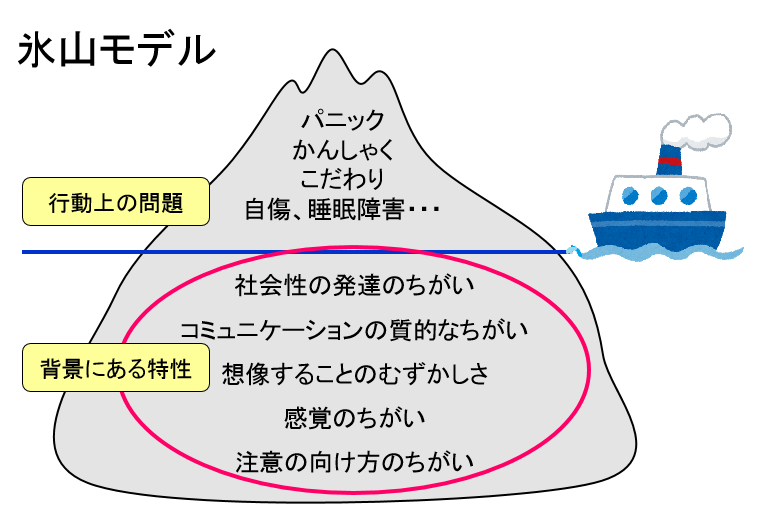 氷山モデル
パニック
かんしゃく
こだわり
自傷、睡眠障害・・・
行動上の問題
社会性の発達のちがい
コミュニケーションの質的なちがい
背景にある特性
想像することのむずかしさ
感覚のちがい
注意の向け方のちがい